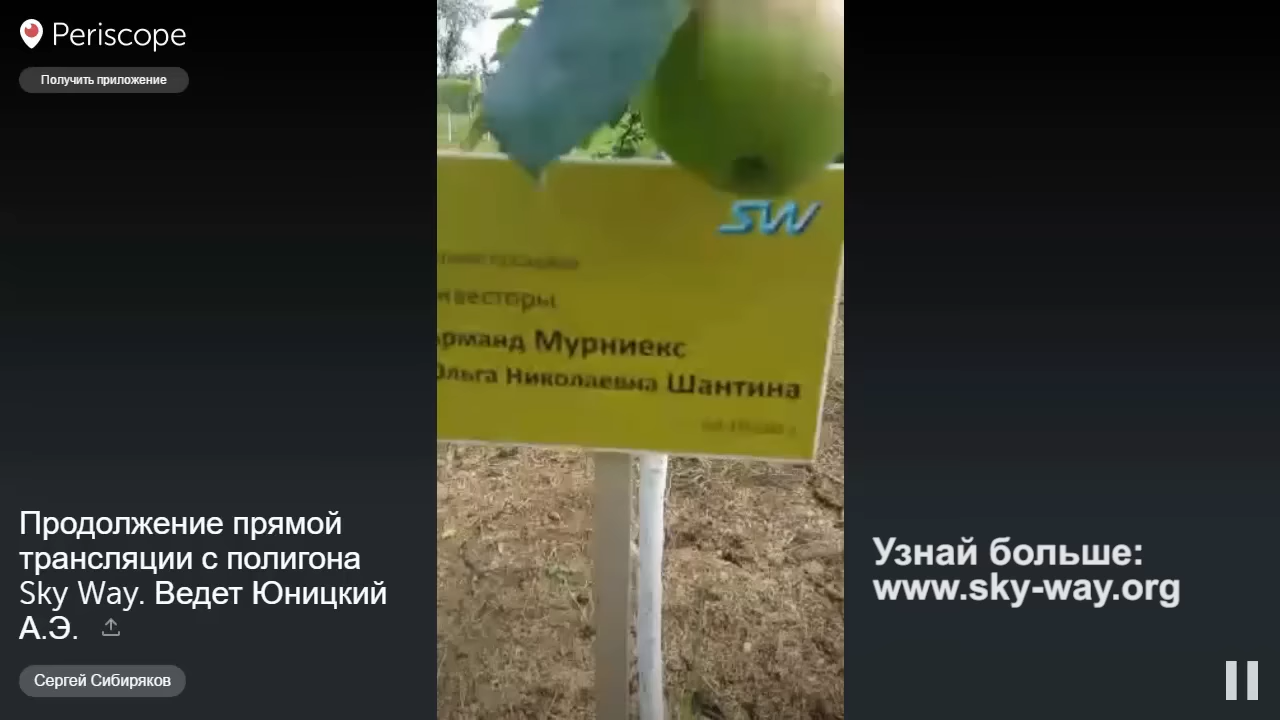 Periscope
Получить приложение
SW
нвесторы
рманд Мурниекс
Ольга Николаевна Шантина
Продолжение прямой
трансляции с полигона
Sky Way. Ведет Юницкий
А.Э.
Сергей Сибиряков
Узнай больше:
www.sky-way.org